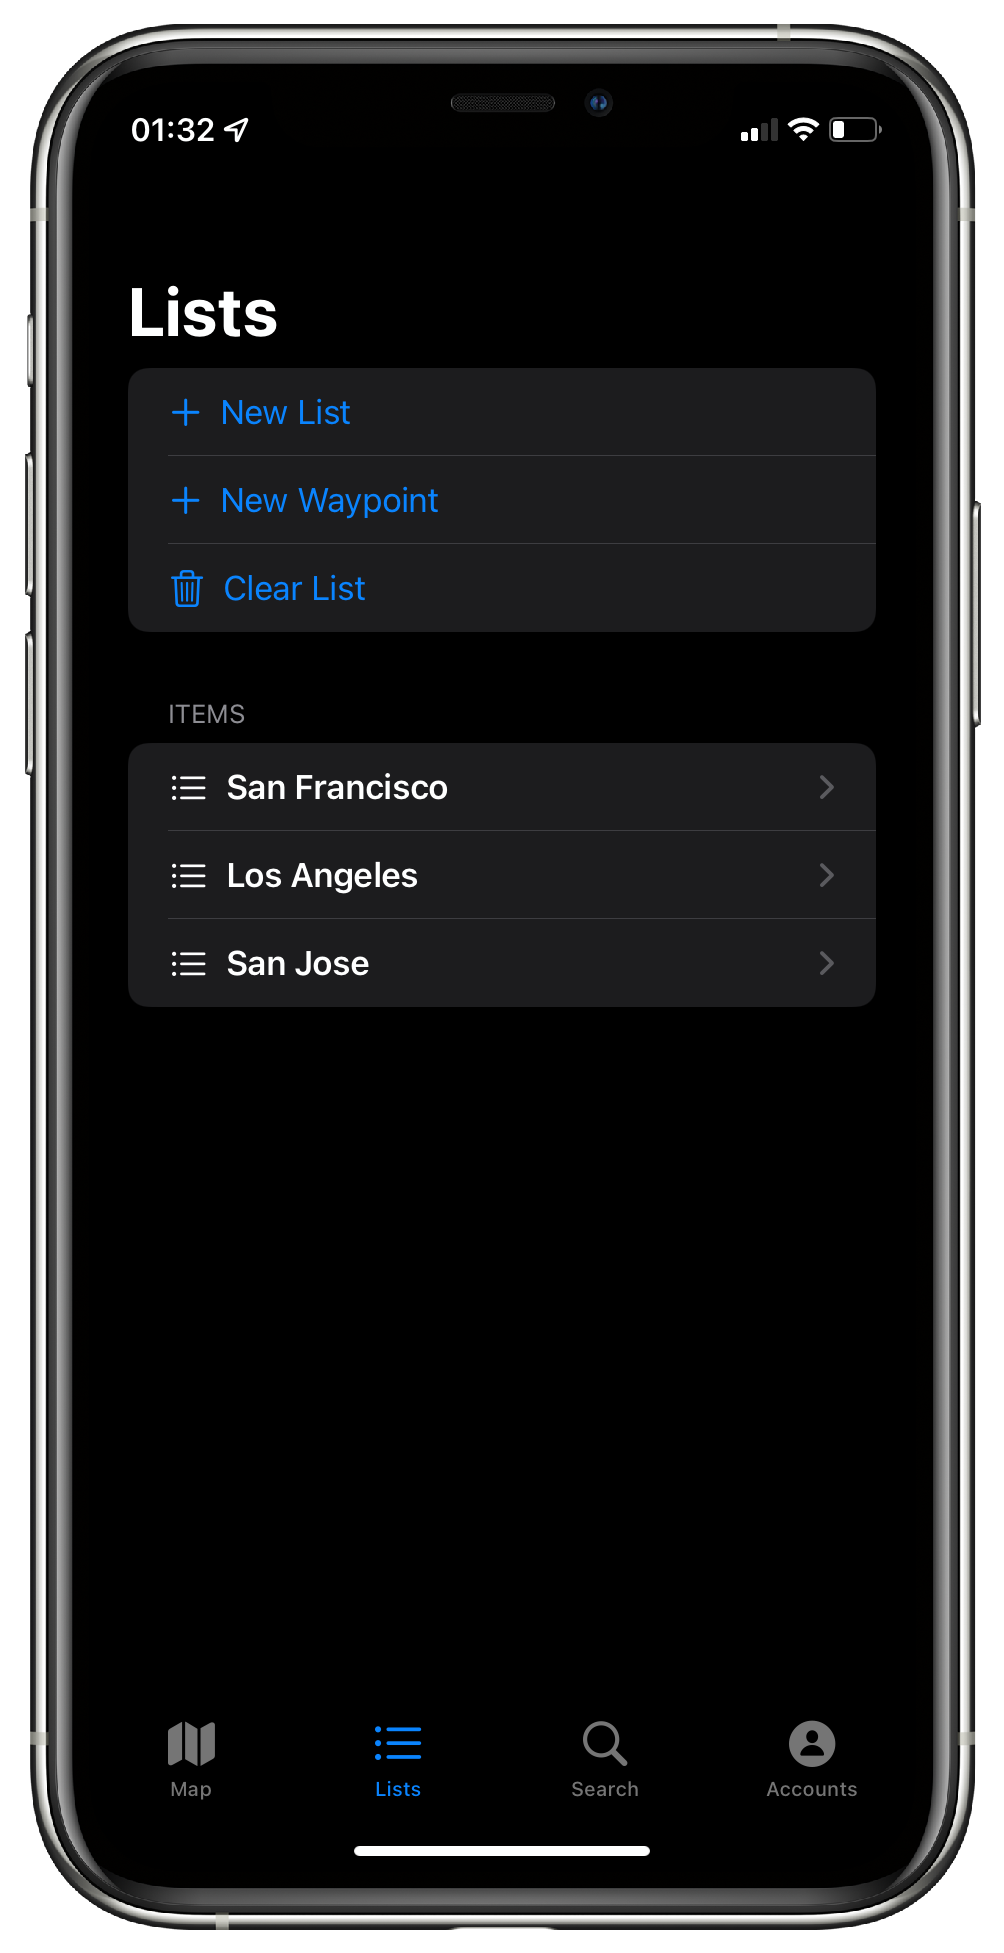 01:32
Lists
New List
New Waypoint
Clear List
ITEMS
San Francisco
Los Angeles
San Jose
Map
Lists
Search
Accounts